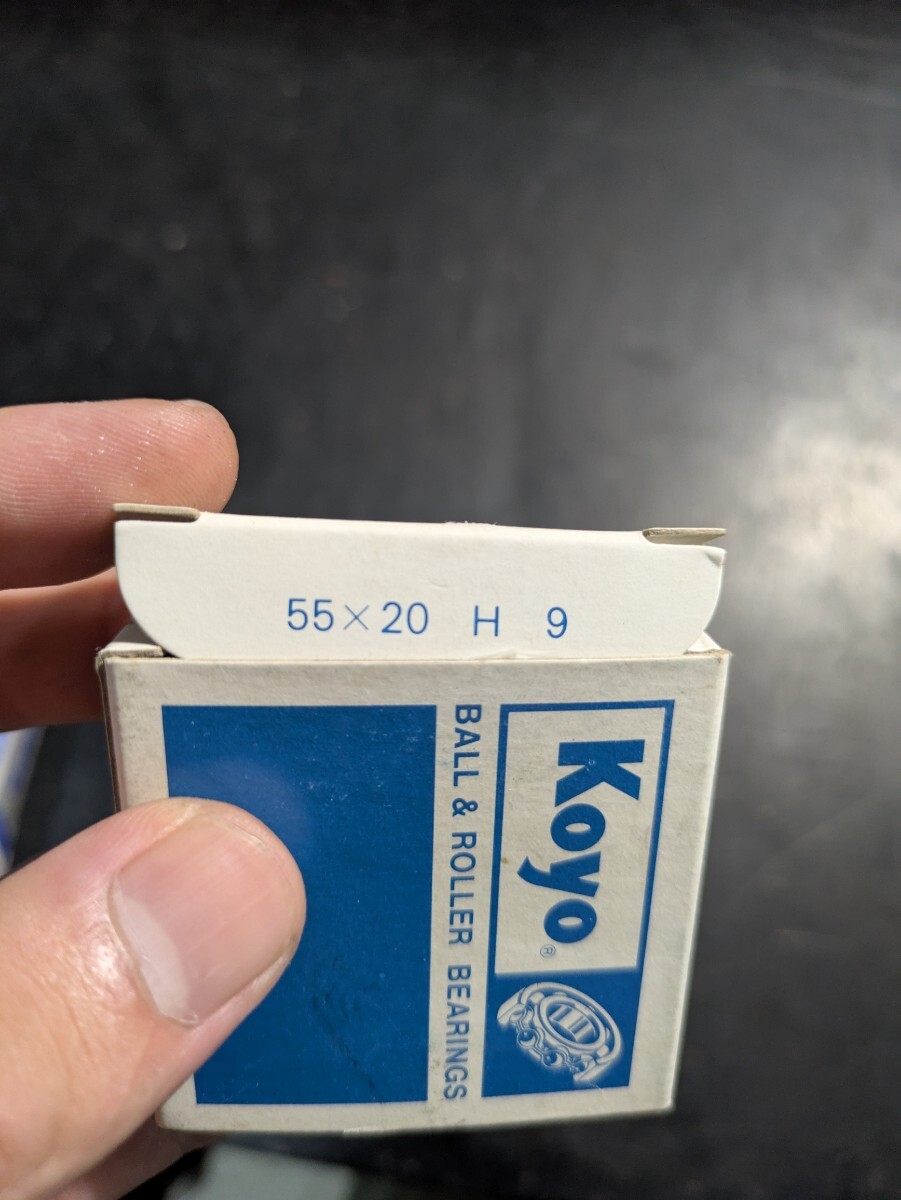 55×20 H 9
Koyo®
BALL & ROLLER BEARINGS